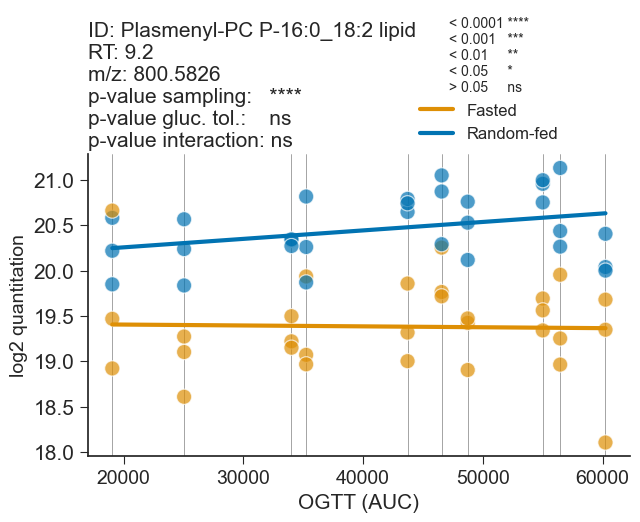 ID: Plasmenyl-PC P-16:0_18:2 lipid
RT: 9.2
m/z: 800.5826
p-value sampling: ****
p-value gluc. tol.: ns
p-value interaction: ns
< 0.0001 ****
< 0.001 ***
< 0.01 **
< 0.05 *
> 0.05 ns
Fasted
Random-fed
log2 quantitation
21.0
20.5
20.0
19.5
19.0
18.5
18.0
20000 30000 40000 50000 60000
OGTT (AUC)